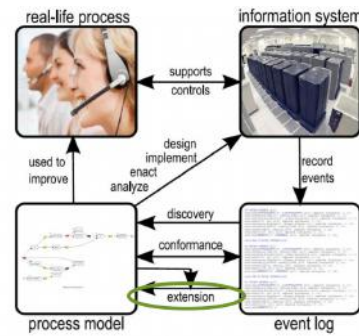 real-life process
information system
supports
controls
used to
improve
design
implement
enact
analyze
record
events
discovery
conformance
extension
process model
event log